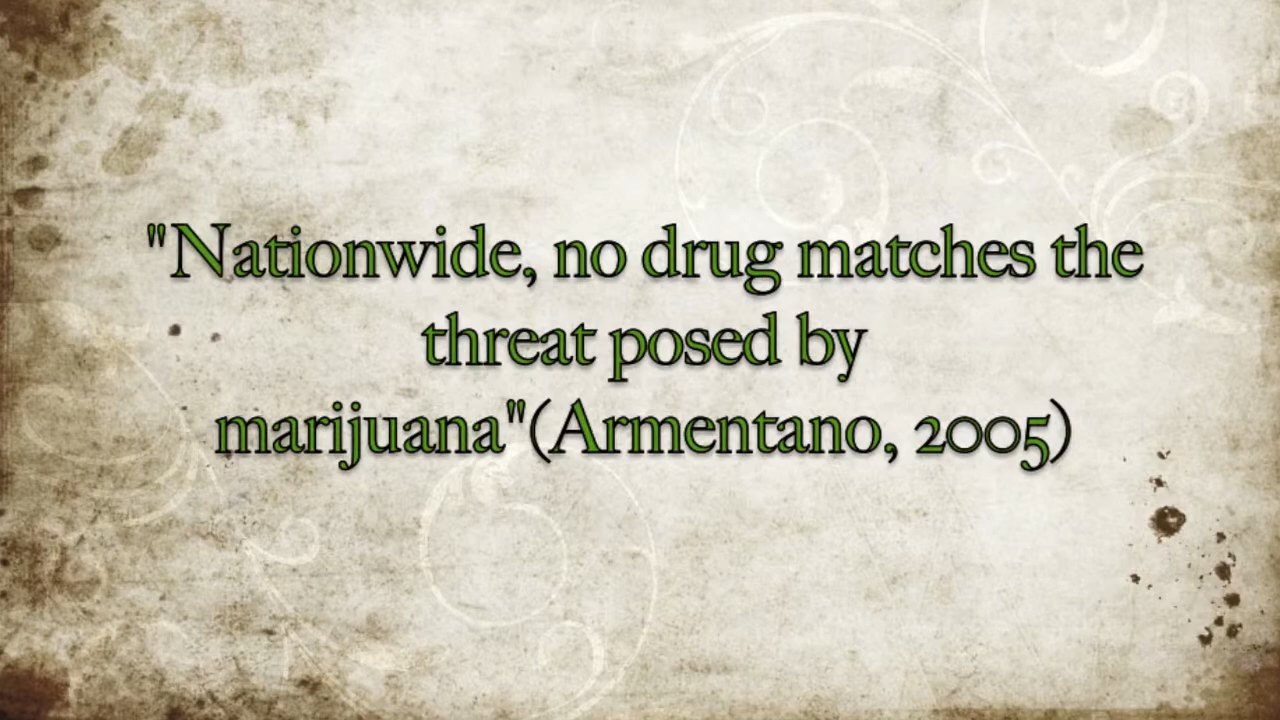 "Nationwide, no drug matches the
threat posed by
marijuana"(Armentano, 2005)